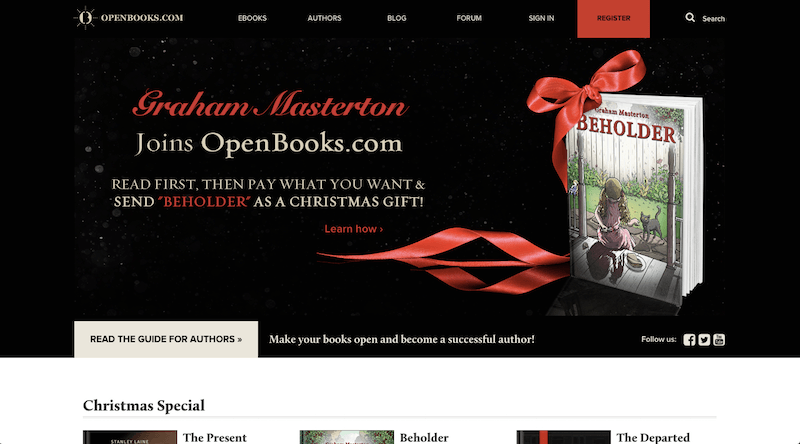 OPENBOOKS.COM
EBOOKS
AUTHORS
BLOG
FORUM
SIGN IN
REGISTER
Search
Graham Masterton
Joins OpenBooks.com
READ FIRST, THEN PAY WHAT YOU WANT &
SEND "BEHOLDER" AS A CHRISTMAS GIFT!
Learn how ›
Graham Masterton
BEHOLDER
READ THE GUIDE FOR AUTHORS »
Make your books open and become a successful author!
Follow us:
Christmas Special
STANLEY LAINE
The Present
Beholder
The Departed